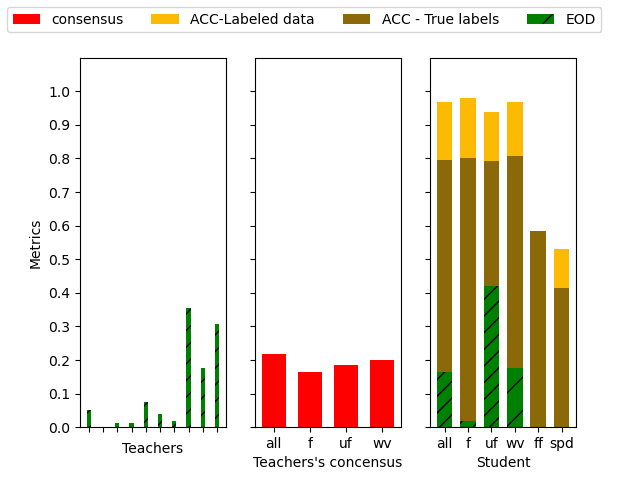 consensus ACC-Labeled data ACC - True labels EOD
Metrics
1.0
0.9
0.8
0.7
0.6
0.5
0.4
0.3
0.2
0.1
0.0
Teachers
all f uf wv
Teachers's concensus
all f uf wv ff spd
Student